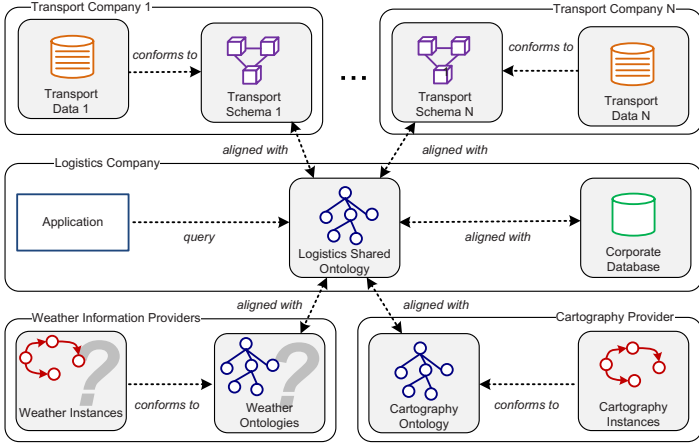 Transport Company 1
Transport Company N
conforms to
conforms to
Transport
Data 1
Transport
Schema 1
...
Transport
Schema N
Transport
Data N
aligned with
aligned with
Logistics Company
Application
query
Logistics Shared
Ontology
aligned with
Corporate
Database
aligned with
aligned with
Weather Information Providers
Cartography Provider
?
?
Weather Instances
conforms to
Weather
Ontologies
Cartography
Ontology
conforms to
Cartography
Instances